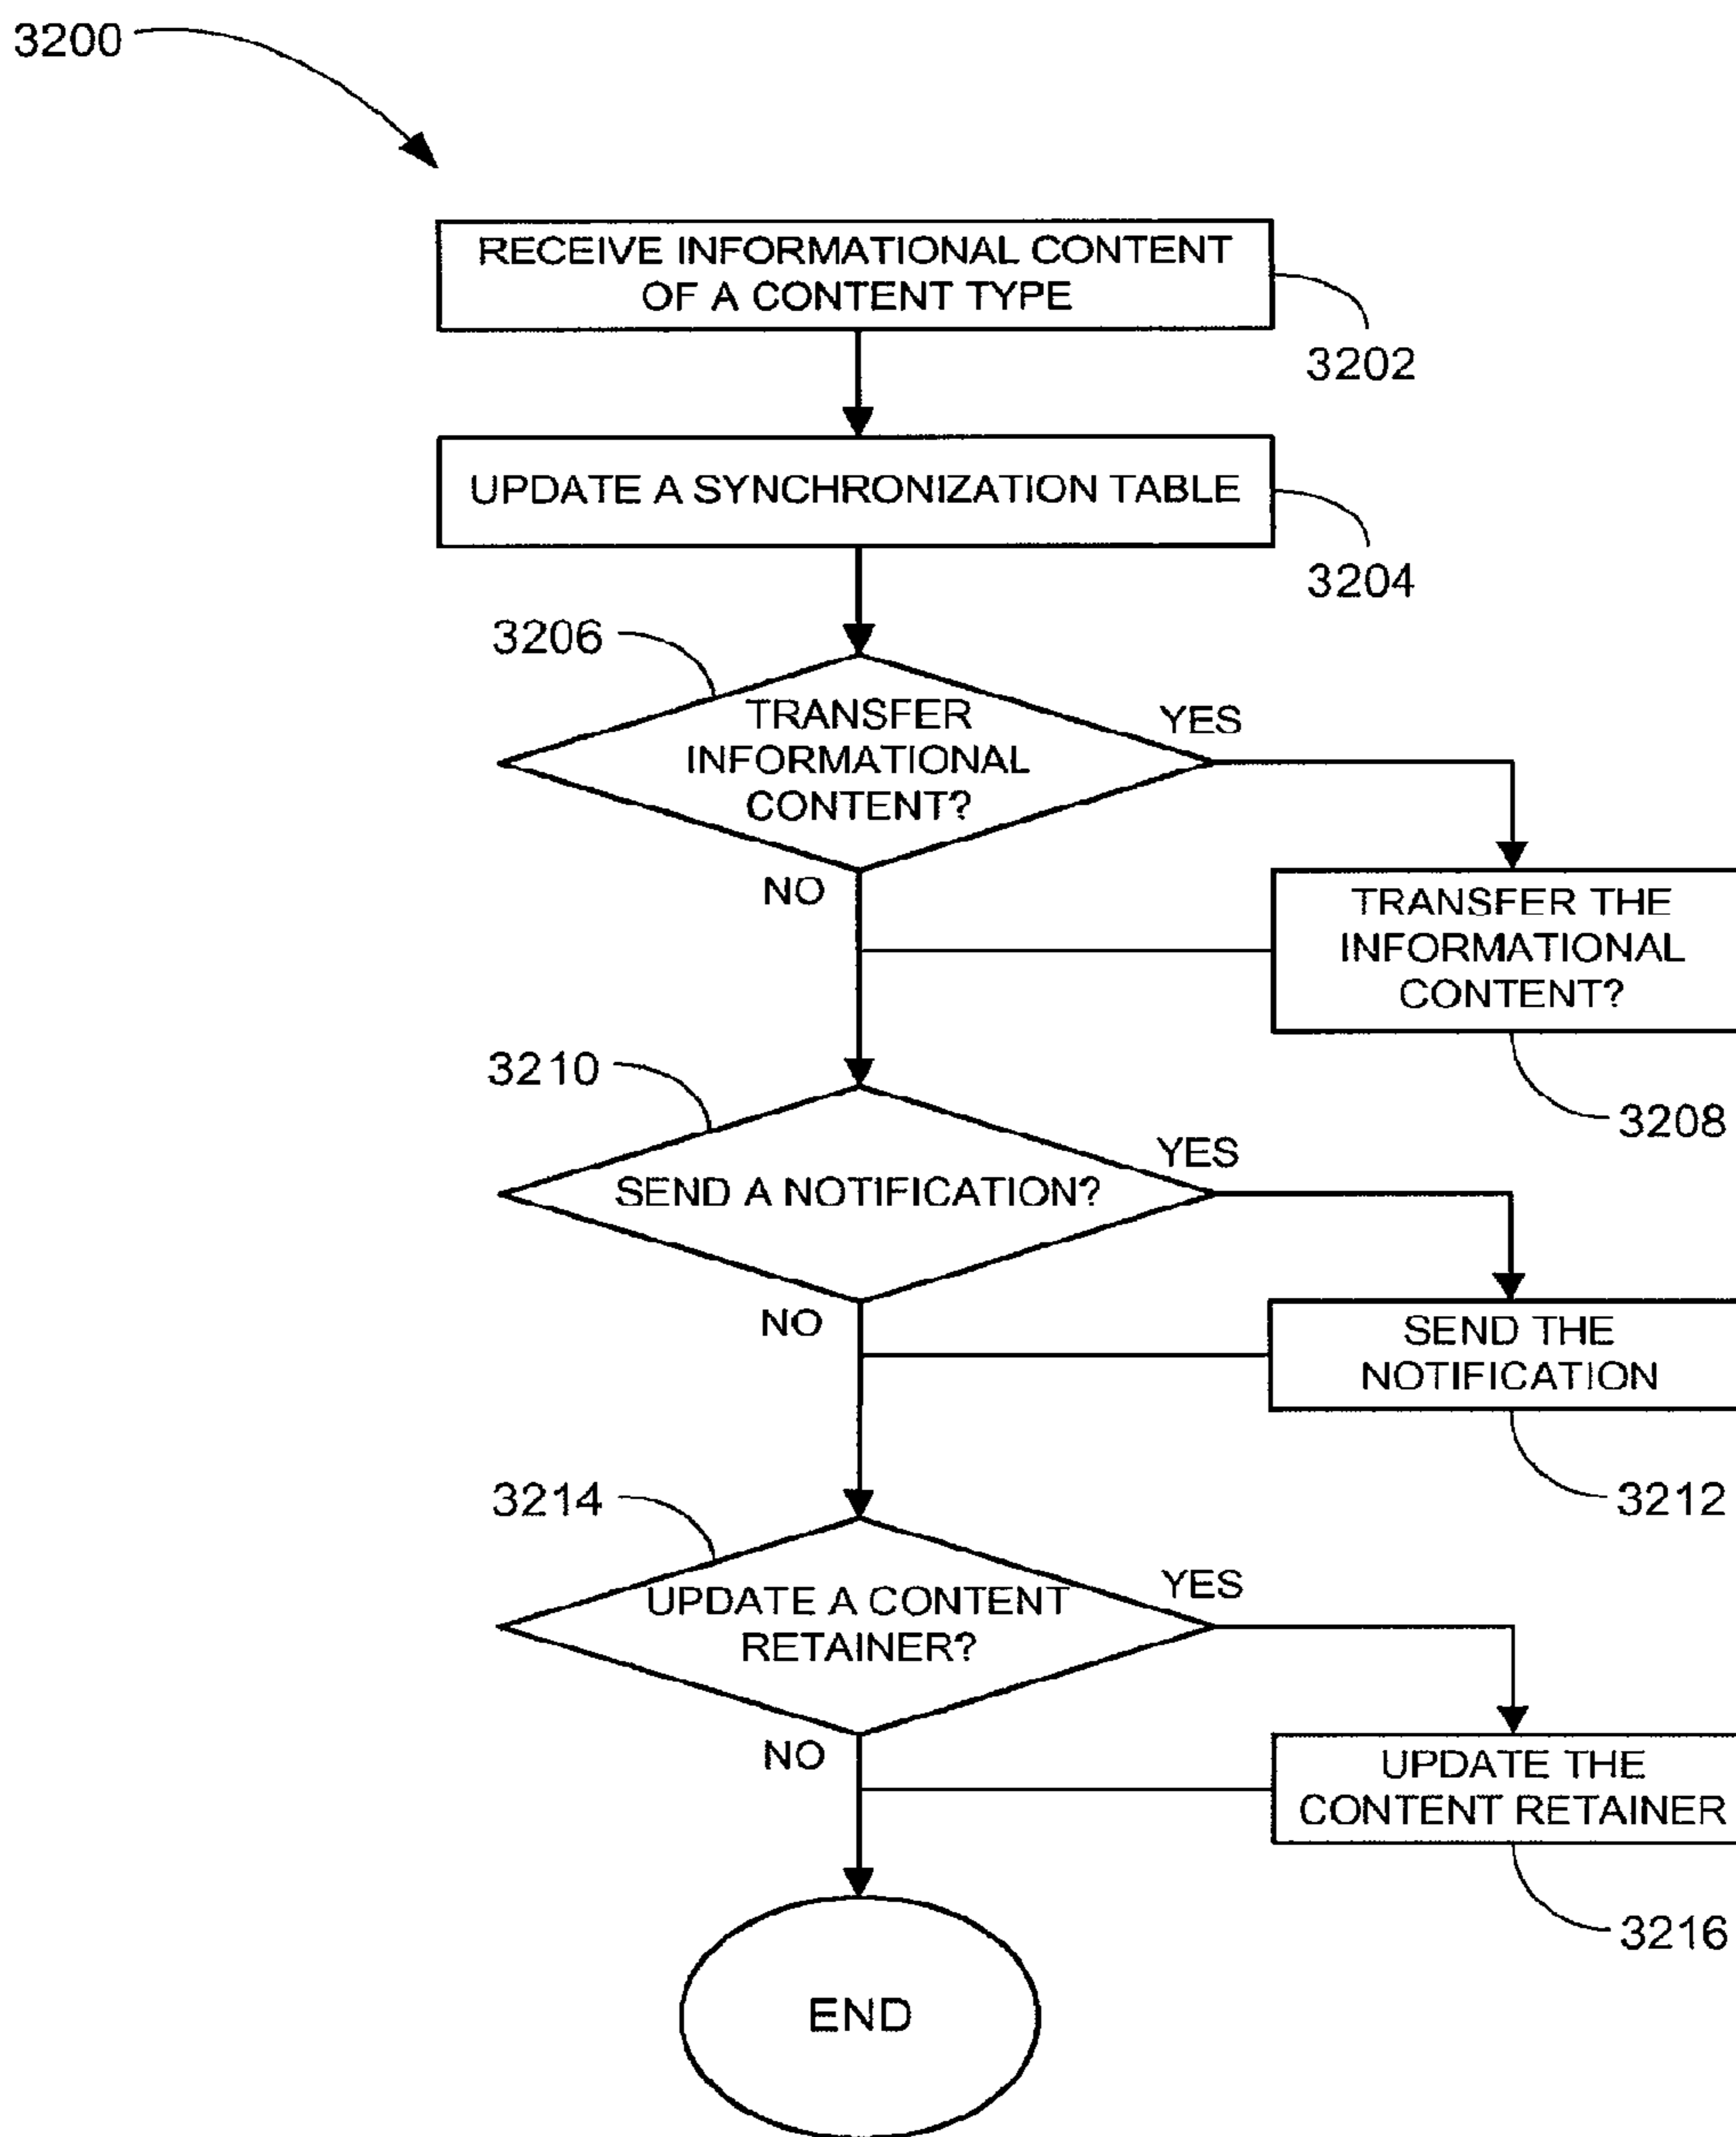 3200
RECEIVE INFORMATIONAL CONTENT
OF A CONTENT TYPE
3202
UPDATE A SYNCHRONIZATION TABLE
3204
3206
TRANSFER
INFORMATIONAL
CONTENT?
YES
NO
TRANSFER THE
INFORMATIONAL
CONTENT?
3208
3210
SEND A NOTIFICATION?
YES
NO
SEND THE
NOTIFICATION
3212
3214
UPDATE A CONTENT
RETAINER?
YES
NO
UPDATE THE
CONTENT RETAINER
3216
END